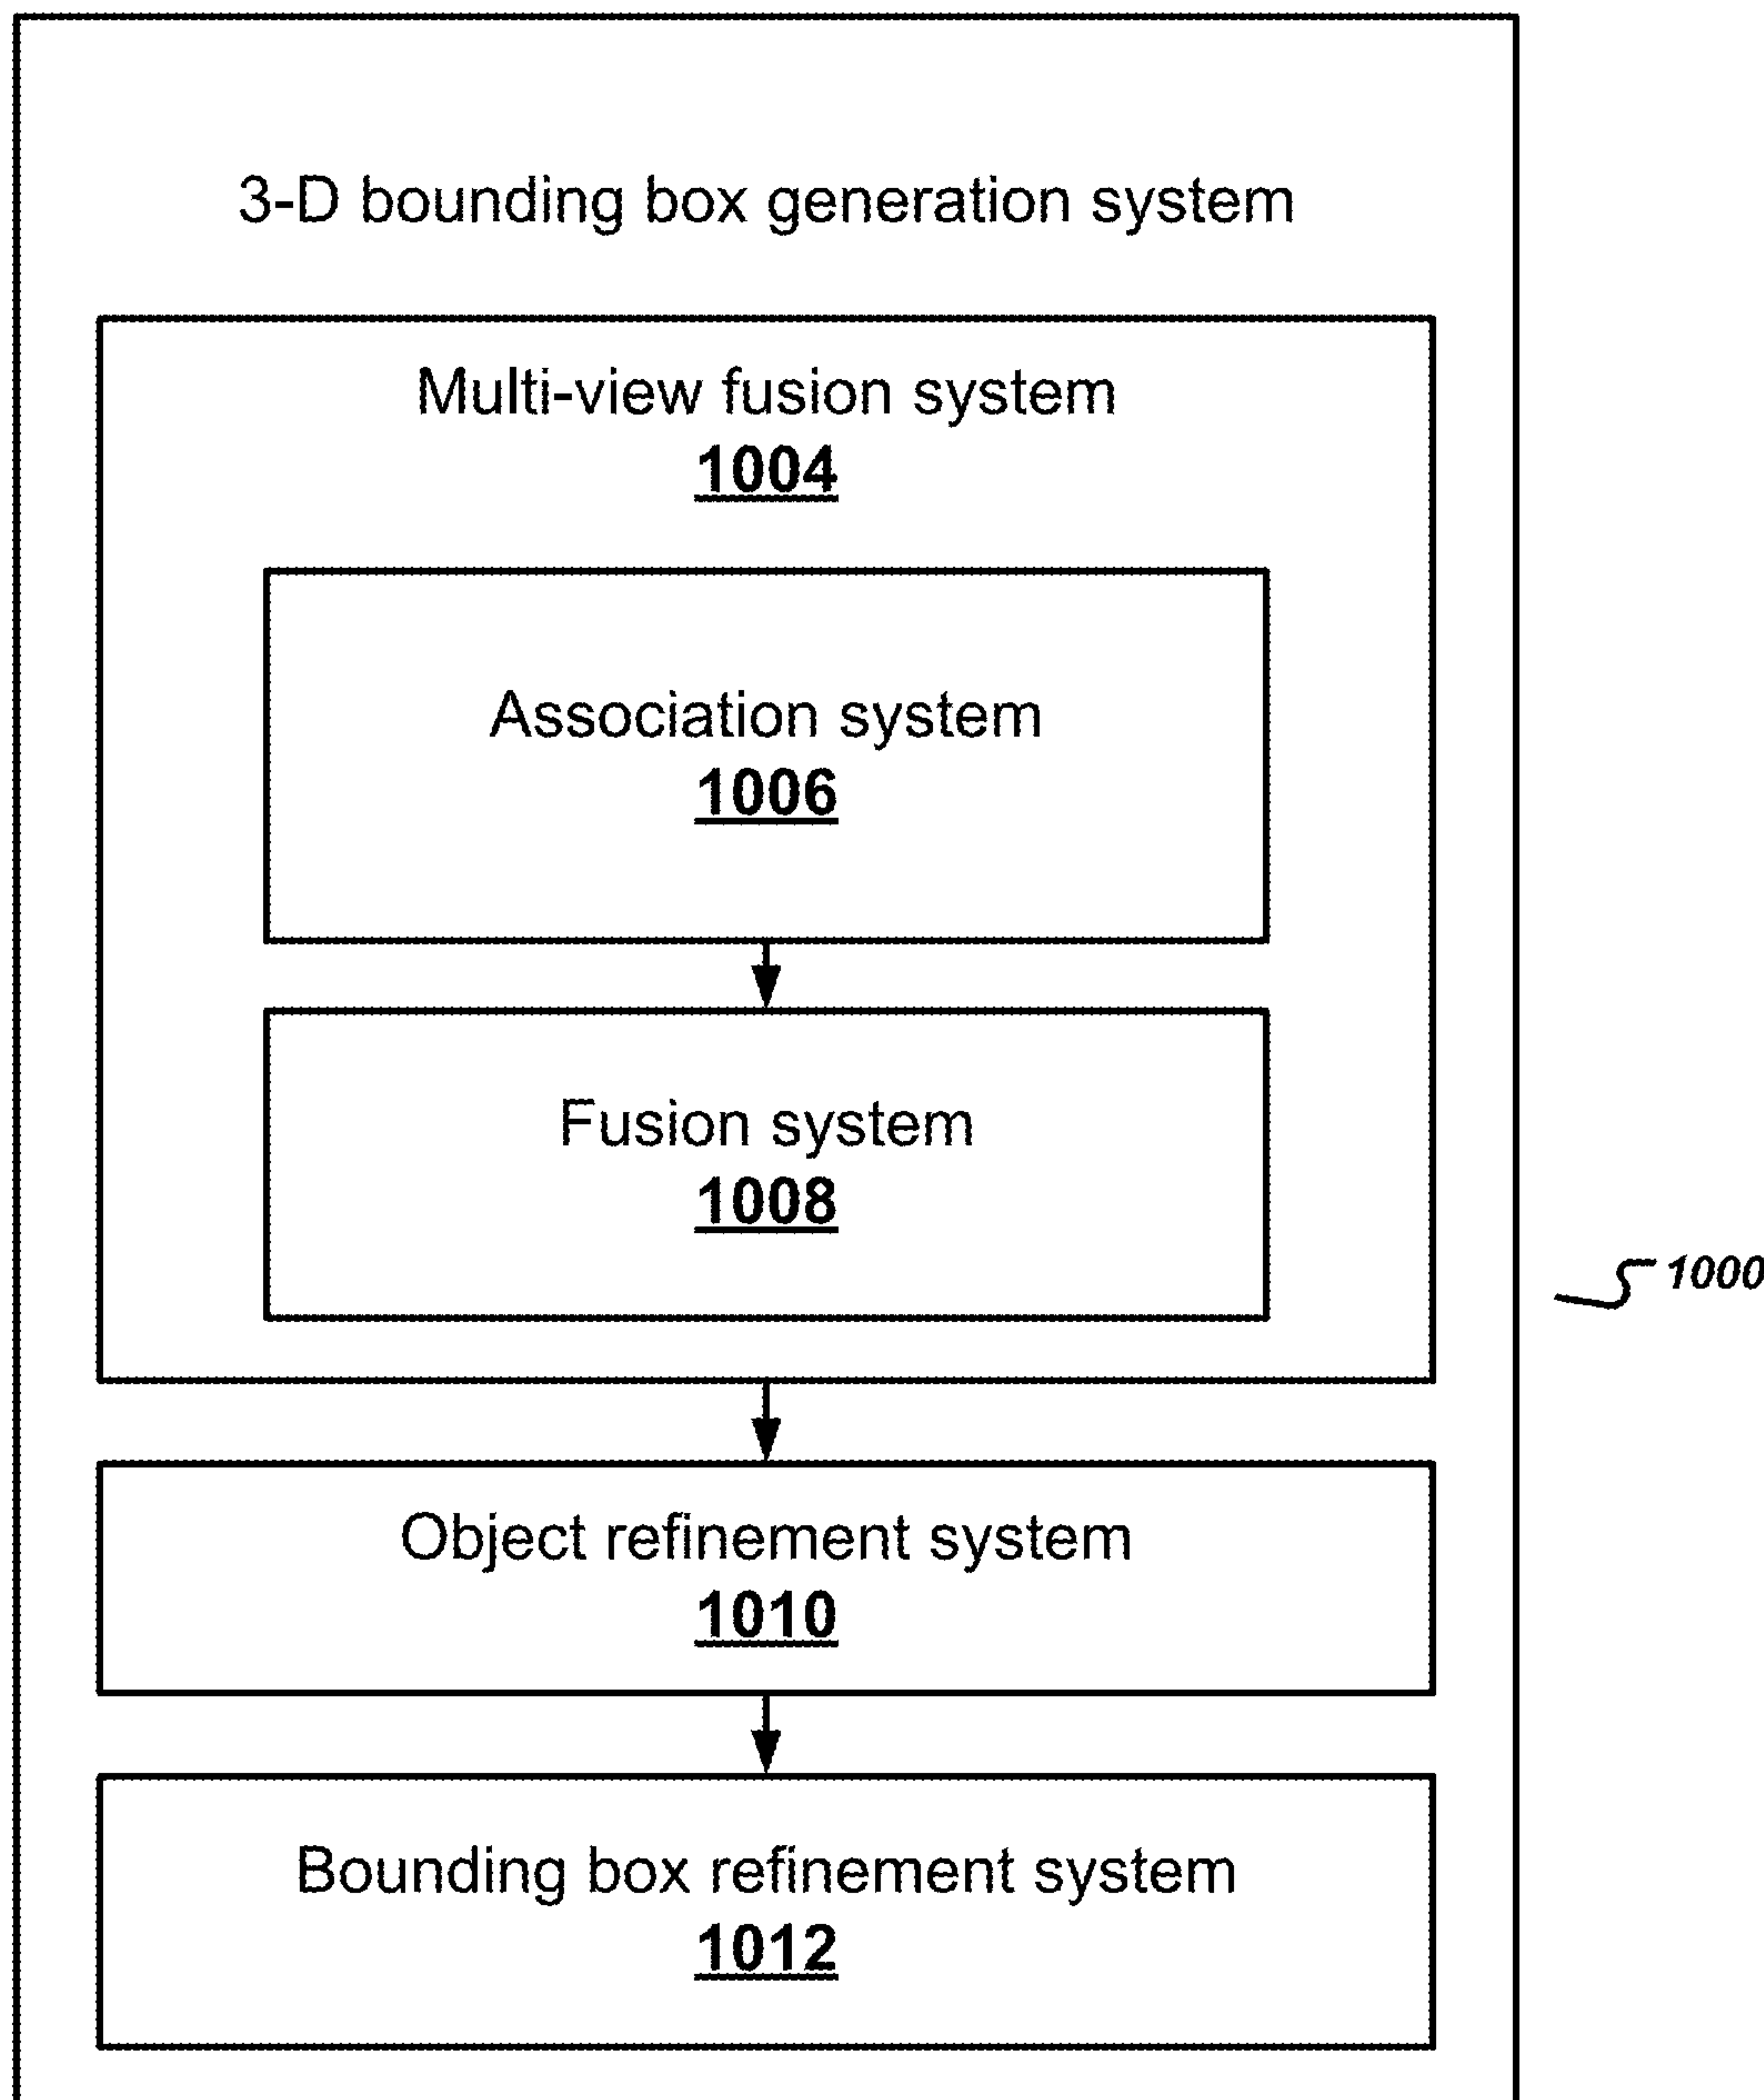 3-D bounding box generation system
Multi-view fusion system
1004
Association system
1006
Fusion system
1008
1000
Object refinement system
1010
Bounding box refinement system
1012